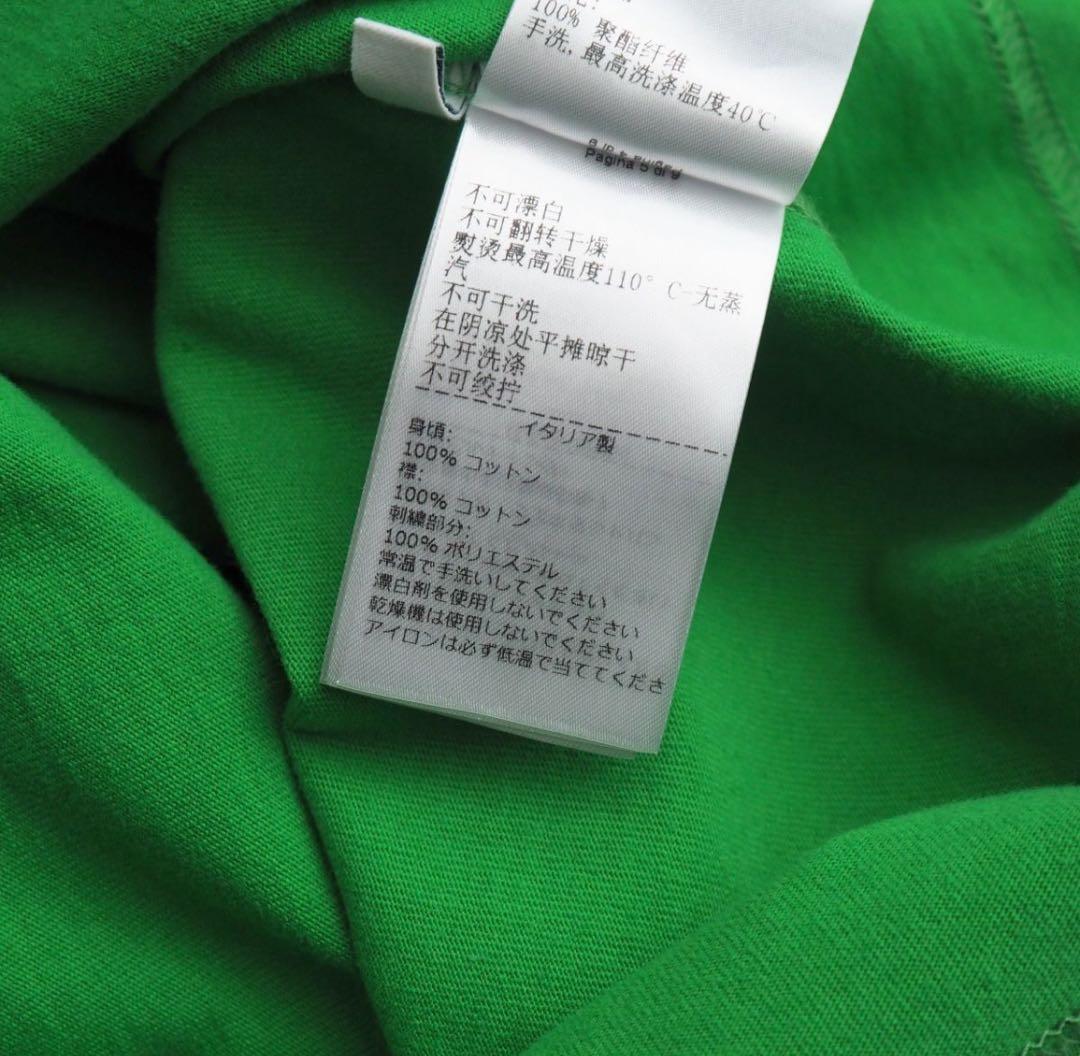 100% 聚酯纤维
手洗,最高洗涤温度40℃
Pagina 5 di 9
不可漂白
不可翻转干燥
熨烫最高温度110°C-无蒸
汽
不可干洗
在阴凉处平摊晾干
分开洗涤
不可绞拧
イタリア製
身頃:
100% コットン
襟:
100% コットン
刺繍部分:
100% ポリエステル
常温で手洗いしてください
漂白剤を使用しないでください
乾燥機は使用しないでください
アイロンは必ず低温で当ててくださ